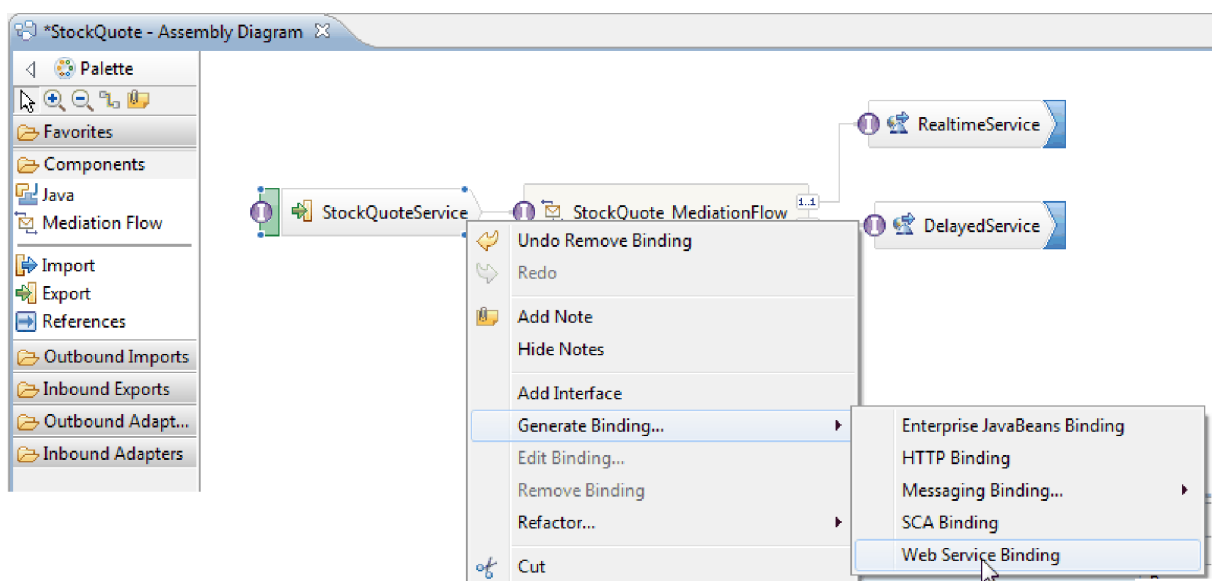 *StockQuote - Assembly Diagram
Palette
Favorites
Components
Java
Mediation Flow
Import
Export
References
Outbound Imports
Inbound Exports
Outbound Adapt...
Inbound Adapters
StockQuoteService
StockQuote_MediationFlow
1..1
RealtimeService
DelayedService
Undo Remove Binding
Redo
Add Note
Hide Notes
Add Interface
Generate Binding...
Edit Binding...
Remove Binding
Refactor...
Cut
Enterprise JavaBeans Binding
HTTP Binding
Messaging Binding...
SCA Binding
Web Service Binding